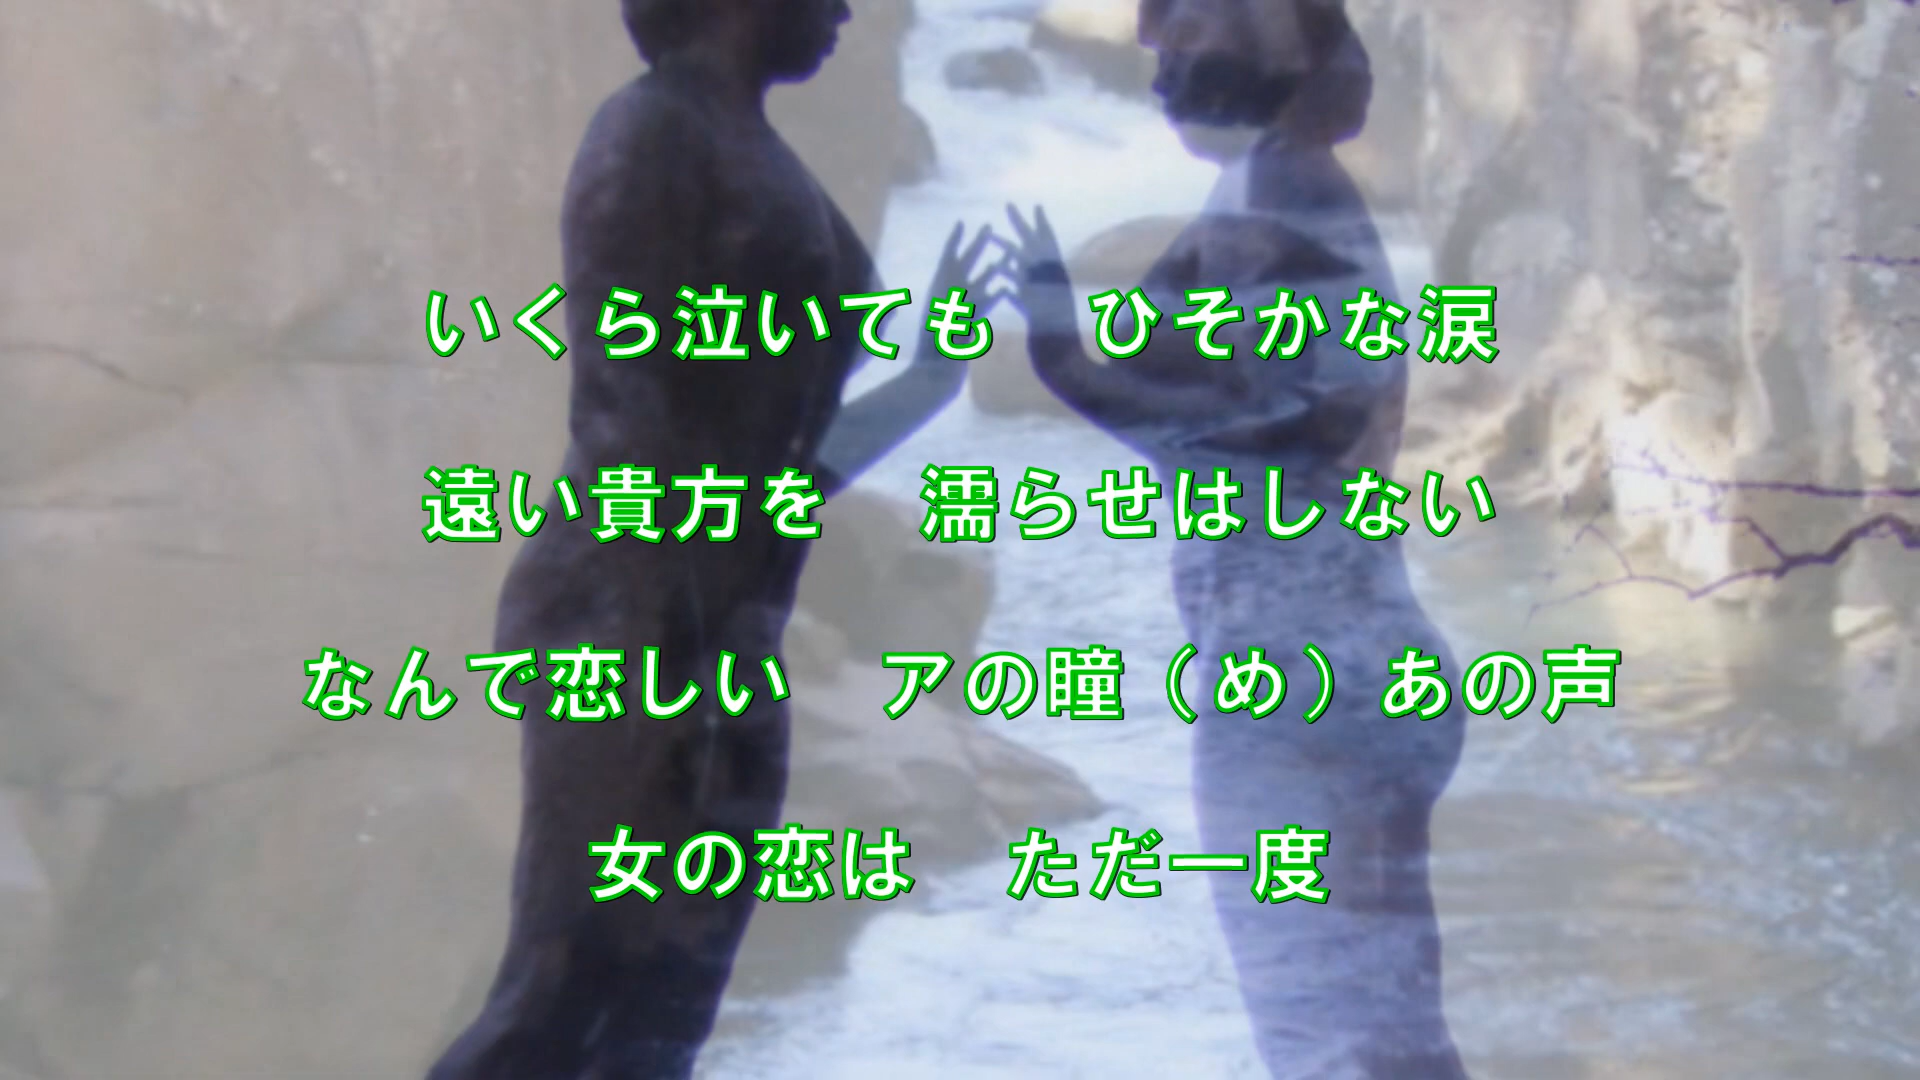 いくら泣いても　ひそかな涙
遠い貴方を　濡らせはしない
なんで恋しい　アの瞳（め）あの声
女の恋は　ただ一度